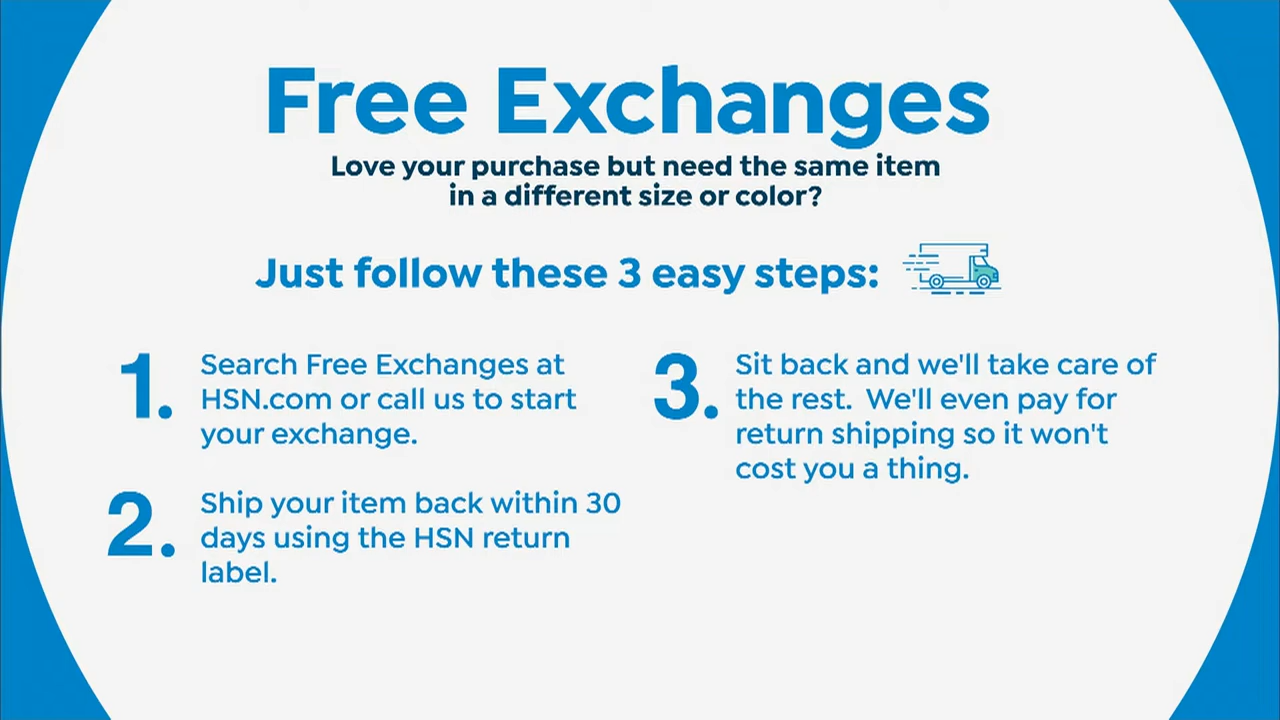 Free Exchanges
Love your purchase but need the same item
in a different size or color?
Just follow these 3 easy steps:
1. Search Free Exchanges at
HSN.com or call us to start
your exchange.
2. Ship your item back within 30
days using the HSN return
label.
3. Sit back and we'll take care of
the rest.  We'll even pay for
return shipping so it won't
cost you a thing.